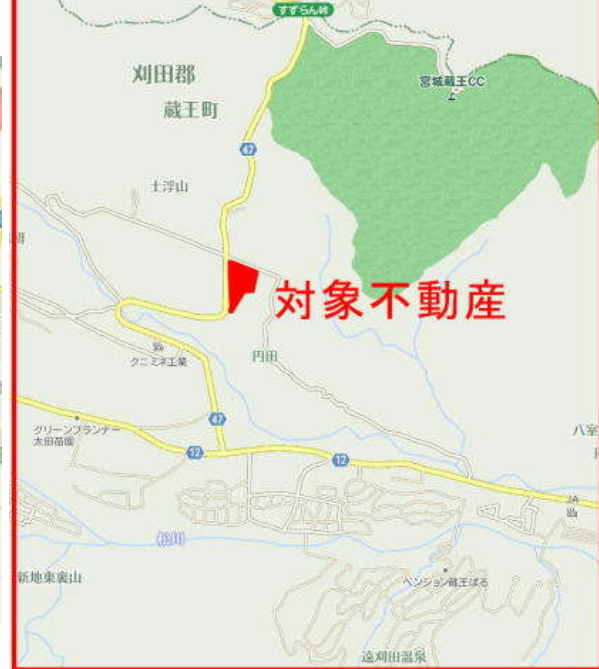 すずらん峠
刈田郡
蔵王町
宮城蔵王CC
47
土浮山
対象不動産
クニミネ工業
円田
47
グリーンプランナー
太田苗園
12
12
八室
JA
松川
新地東裏山
ペンション蔵王ぱる
遠刈田温泉